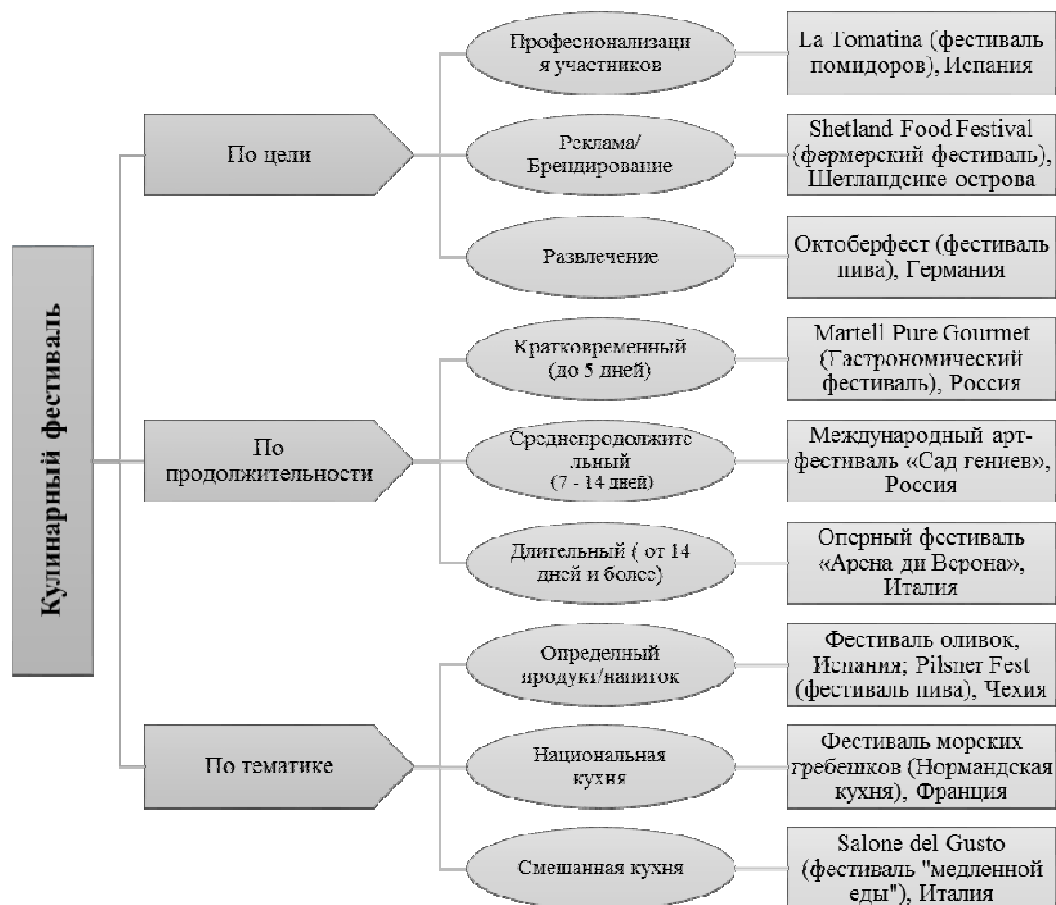 Кулинарный фестиваль
По цели
Професионализаци
я участников
La Tomatina (фестиваль
помидоров), Испания
Реклама/
Брендирование
Shetland Food Festival
(фермерский фестиваль),
Шетландсике острова
Развлечение
Октоберфест (фестиваль
пива), Германия
По
продолжительности
Кратковременный
(до 5 дней)
Martell Pure Gourmet
(Гастрономический
фестиваль), Россия
Среднепродолжите
льный
(7 - 14 дней)
Международный арт-
фестиваль «Сад гениев»,
Россия
Длительный ( от 14
дней и более)
Оперный фестиваль
«Арена ди Верона»,
Италия
По тематике
Определный
продукт/напиток
Фестиваль оливок,
Испания; Pilsner Fest
(фестиваль пива), Чехия
Национальная
кухня
Фестиваль морских
гребешков (Нормандская
кухня), Франция
Смешанная кухня
Salone del Gusto
(фестиваль "медленной
еды"), Италия